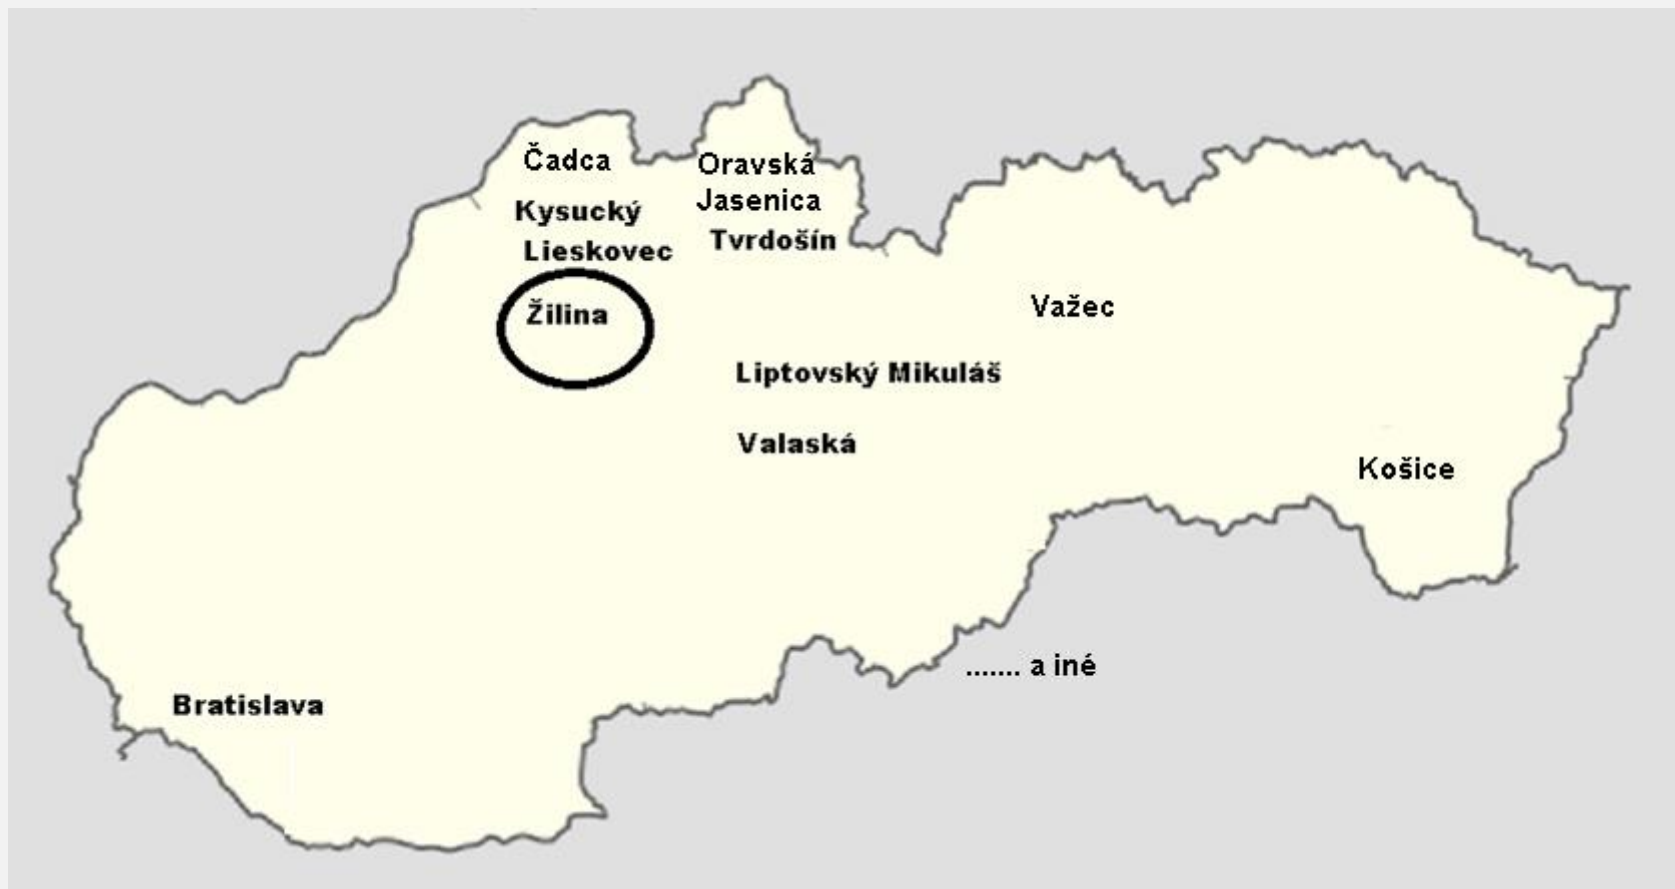 Čadca
Oravská
Jasenica
Kysucký
Lieskovec
Tvrdošín
Žilina
Važec
Liptovský Mikuláš
Valaská
Košice
....... a iné
Bratislava